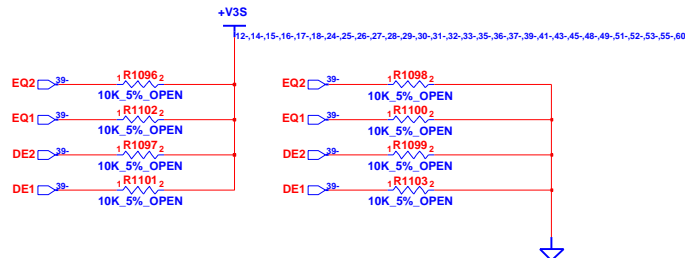 +V3S
12-,14-,15-,16-,17-,18-,24-,25-,26-,27-,28-,29-,30-,31-,32-,33-,35-,36-,37-,39-,41-,43-,45-,48-,49-,51-,52-,53-,55-,60
EQ2 39- 1 R1096 2
10K_5%_OPEN
EQ1 39- 1 R1102 2
10K_5%_OPEN
DE2 39- 1 R1097 2
10K_5%_OPEN
DE1 39- 1 R1101 2
10K_5%_OPEN
EQ2 39- 1 R1098 2
10K_5%_OPEN
EQ1 39- 1 R1100 2
10K_5%_OPEN
DE2 39- 1 R1099 2
10K_5%_OPEN
DE1 39- 1 R1103 2
10K_5%_OPEN